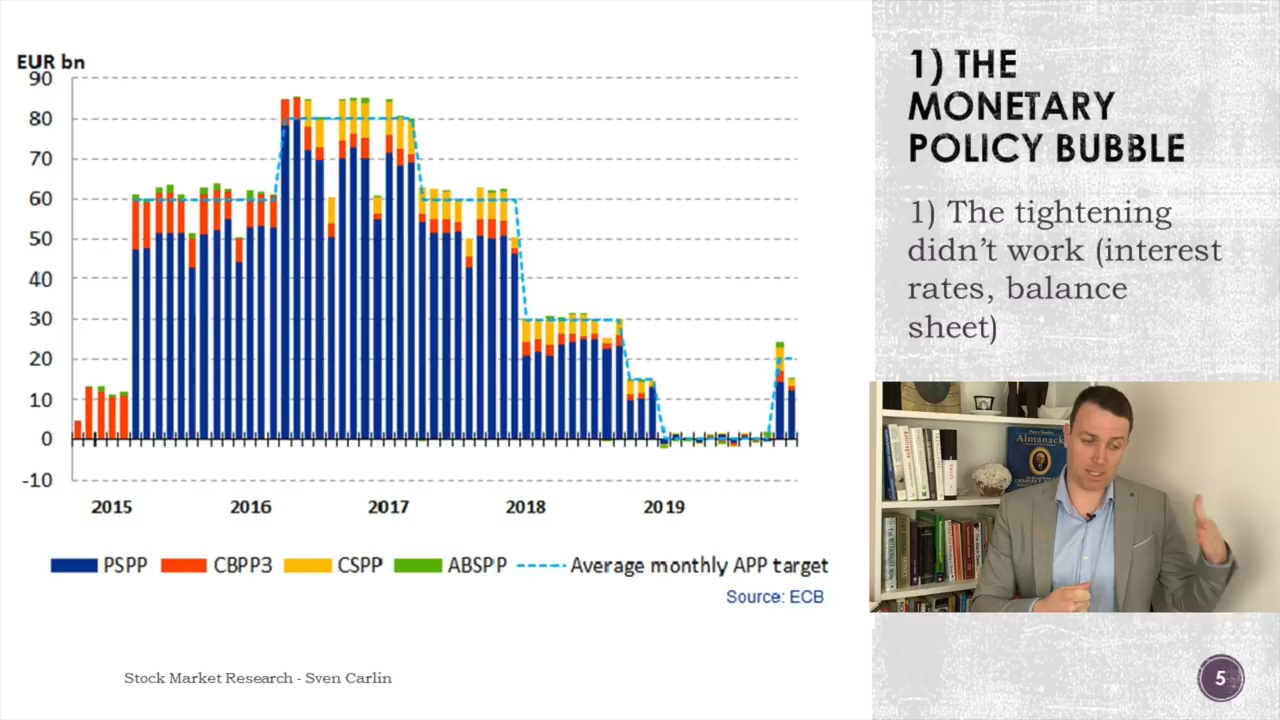 EUR bn
90
80
70
60
50
40
30
20
10
0
-10
2015 2016 2017 2018 2019
PSPP CBPP3 CSPP ABSPP Average monthly APP target
Source: ECB
Stock Market Research - Sven Carlin
1) THE
MONETARY
POLICY BUBBLE
1) The tightening
didn’t work (interest
rates, balance
sheet)
Almanack
5